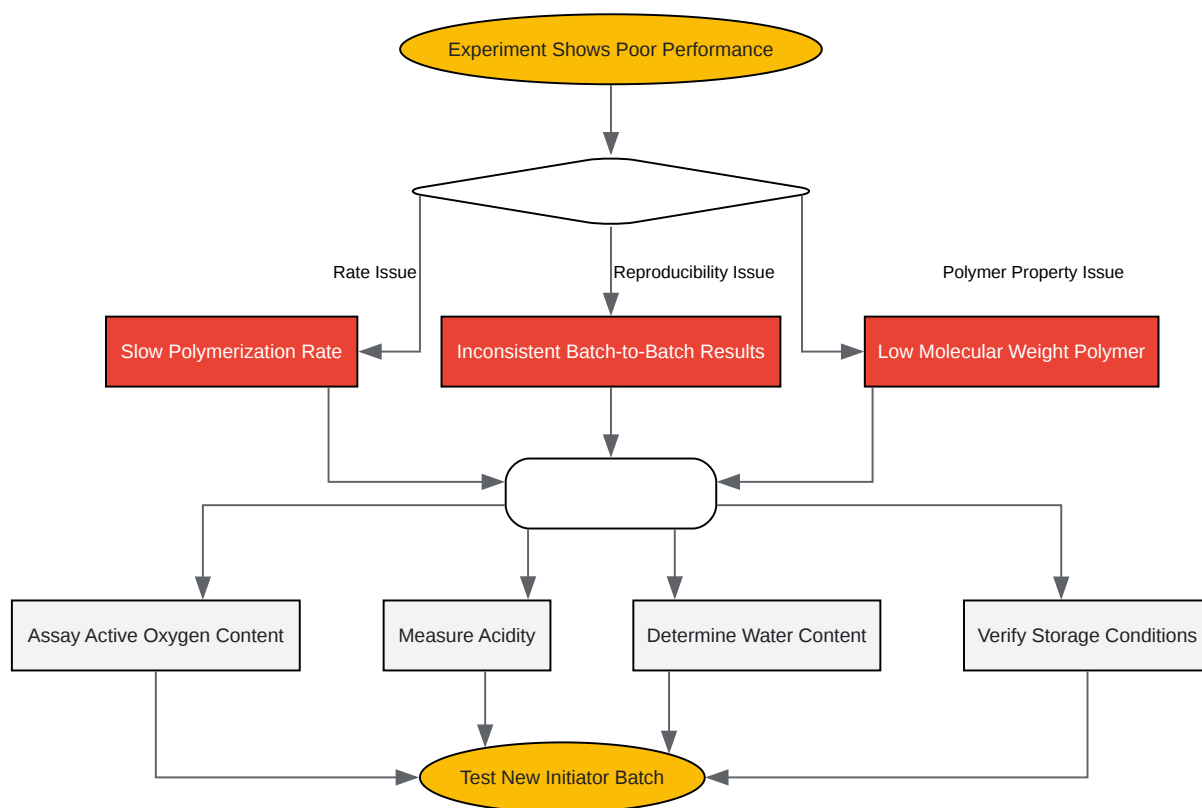 Experiment Shows Poor Performance
Rate Issue
Reproducibility Issue
Polymer Property Issue
Slow Polymerization Rate
Inconsistent Batch-to-Batch Results
Low Molecular Weight Polymer
Assay Active Oxygen Content
Measure Acidity
Determine Water Content
Verify Storage Conditions
Test New Initiator Batch